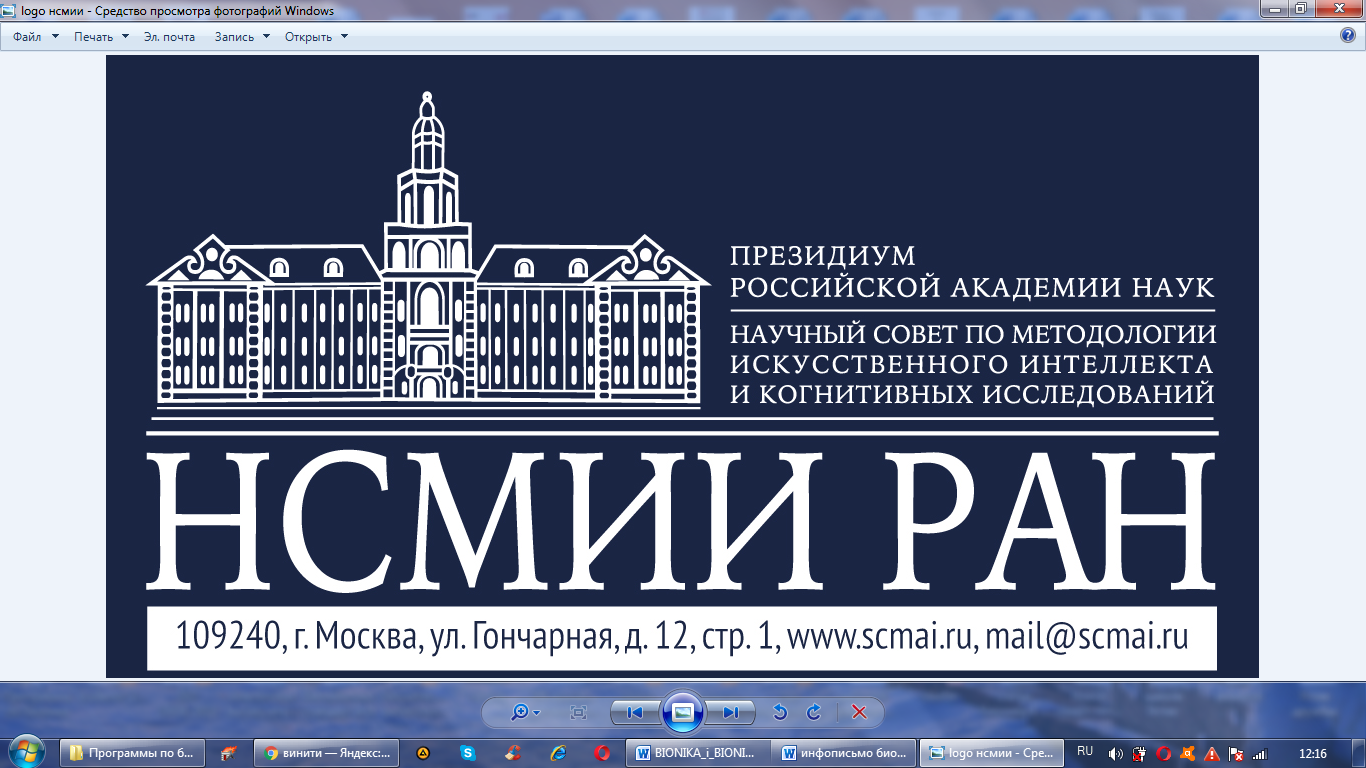 logo нсмии - Средство просмотра фотографий Windows
Файл Печать Эл. почта Запись Открыть
ПРЕЗИДИУМ
РОССИЙСКОЙ АКАДЕМИИ НАУК
НАУЧНЫЙ СОВЕТ ПО МЕТОДОЛОГИИ
ИСКУССТВЕННОГО ИНТЕЛЛЕКТА
И КОГНИТИВНЫХ ИССЛЕДОВАНИЙ
НСМИИ РАН
109240, г. Москва, ул. Гончарная, д. 12, стр. 1, www.scmai.ru, mail@scmai.ru
Программы по б... винити — Яндекс:... BIONIKA_i_BIONI... инфописьмо био... logo нсмии - Сре... RU 12:16